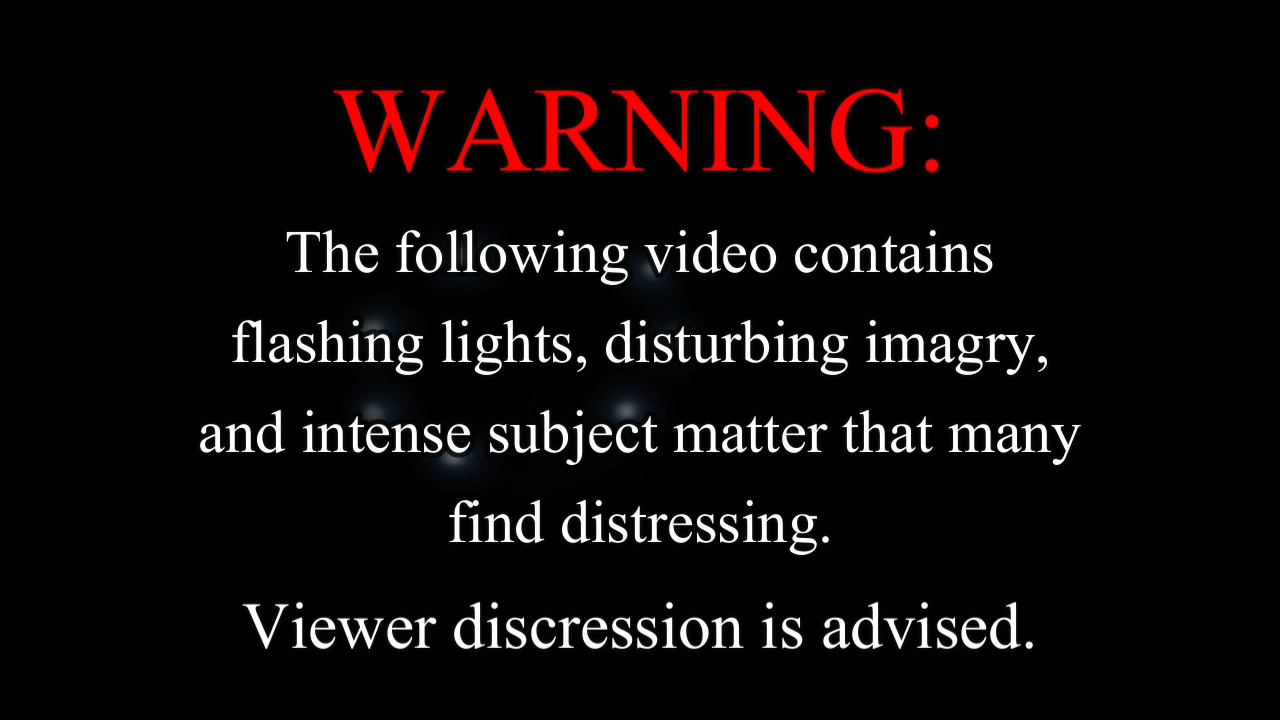 WARNING:
The following video contains
flashing lights, disturbing imagry,
and intense subject matter that many
find distressing.
Viewer discression is advised.